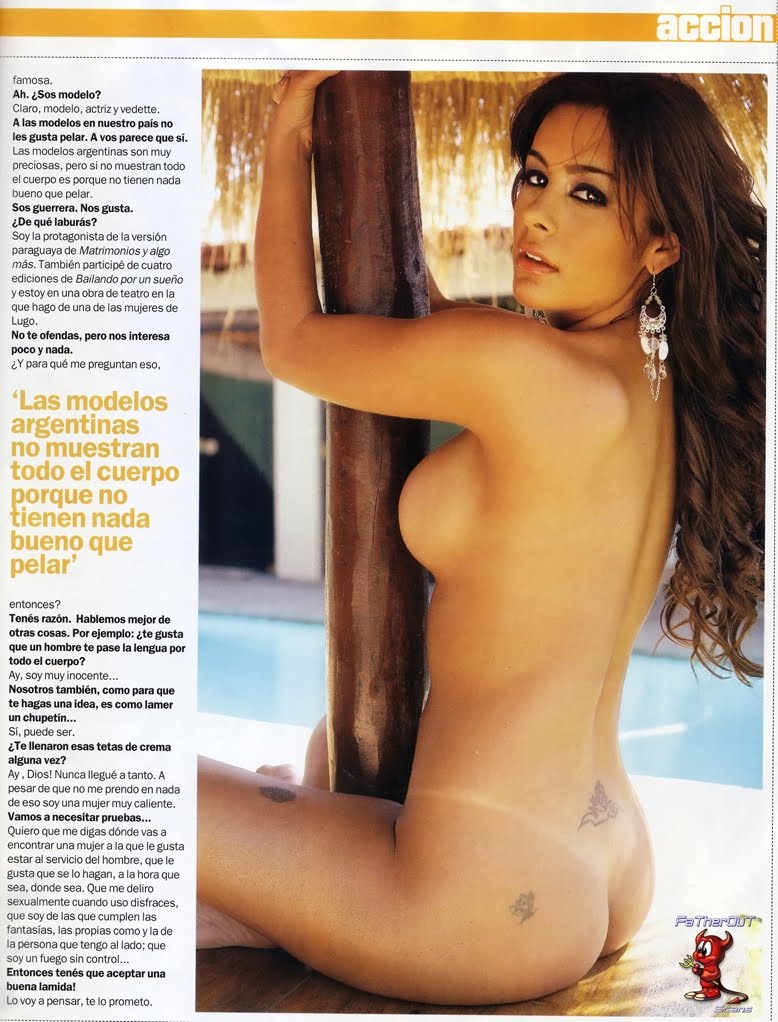 accion
famosa.
Ah. ¿Sos modelo?
Claro, modelo, actriz y vedette.
A las modelos en nuestro país no
les gusta pelar. A vos parece que sí.
Las modelos argentinas son muy
preciosas, pero si no muestran todo
el cuerpo es porque no tienen nada
bueno que pelar.
Sos guerrera. Nos gusta.
¿De qué laburás?
Soy la protagonista de la versión
paraguaya de Matrimonios y algo
más. También participé de cuatro
ediciones de Bailando por un sueño
y estoy en una obra de teatro en la
que hago de una de las mujeres de
Lugo.
No te ofendas, pero nos interesa
poco y nada.
¿Y para qué me preguntan eso,
‘Las modelos
argentinas
no muestran
todo el cuerpo
porque no
tienen nada
bueno que
pelar’
entonces?
Tenés razón. Hablemos mejor de
otras cosas. Por ejemplo: ¿te gusta
que un hombre te pase la lengua por
todo el cuerpo?
Ay, soy muy inocente...
Nosotros también, como para que
te hagas una idea, es como lamer
un chupetín...
Sí, puede ser.
¿Te llenaron esas tetas de crema
alguna vez?
Ay, Dios! Nunca llegué a tanto. A
pesar de que no me prendo en nada
de eso soy una mujer muy caliente.
Vamos a necesitar pruebas...
Quiero que me digas dónde vas a
encontrar una mujer a la que le gusta
estar al servicio del hombre, que le
gusta que se lo hagan, a la hora que
sea, donde sea. Que me deliro
sexualmente cuando uso disfraces,
que soy de las que cumplen las
fantasías, las propias como y la de
de la persona que tengo al lado; que
soy un fuego sin control...
Entonces tenés que aceptar una
buena lamida!
Lo voy a pensar, te lo prometo.
FaTherOUT
Scans